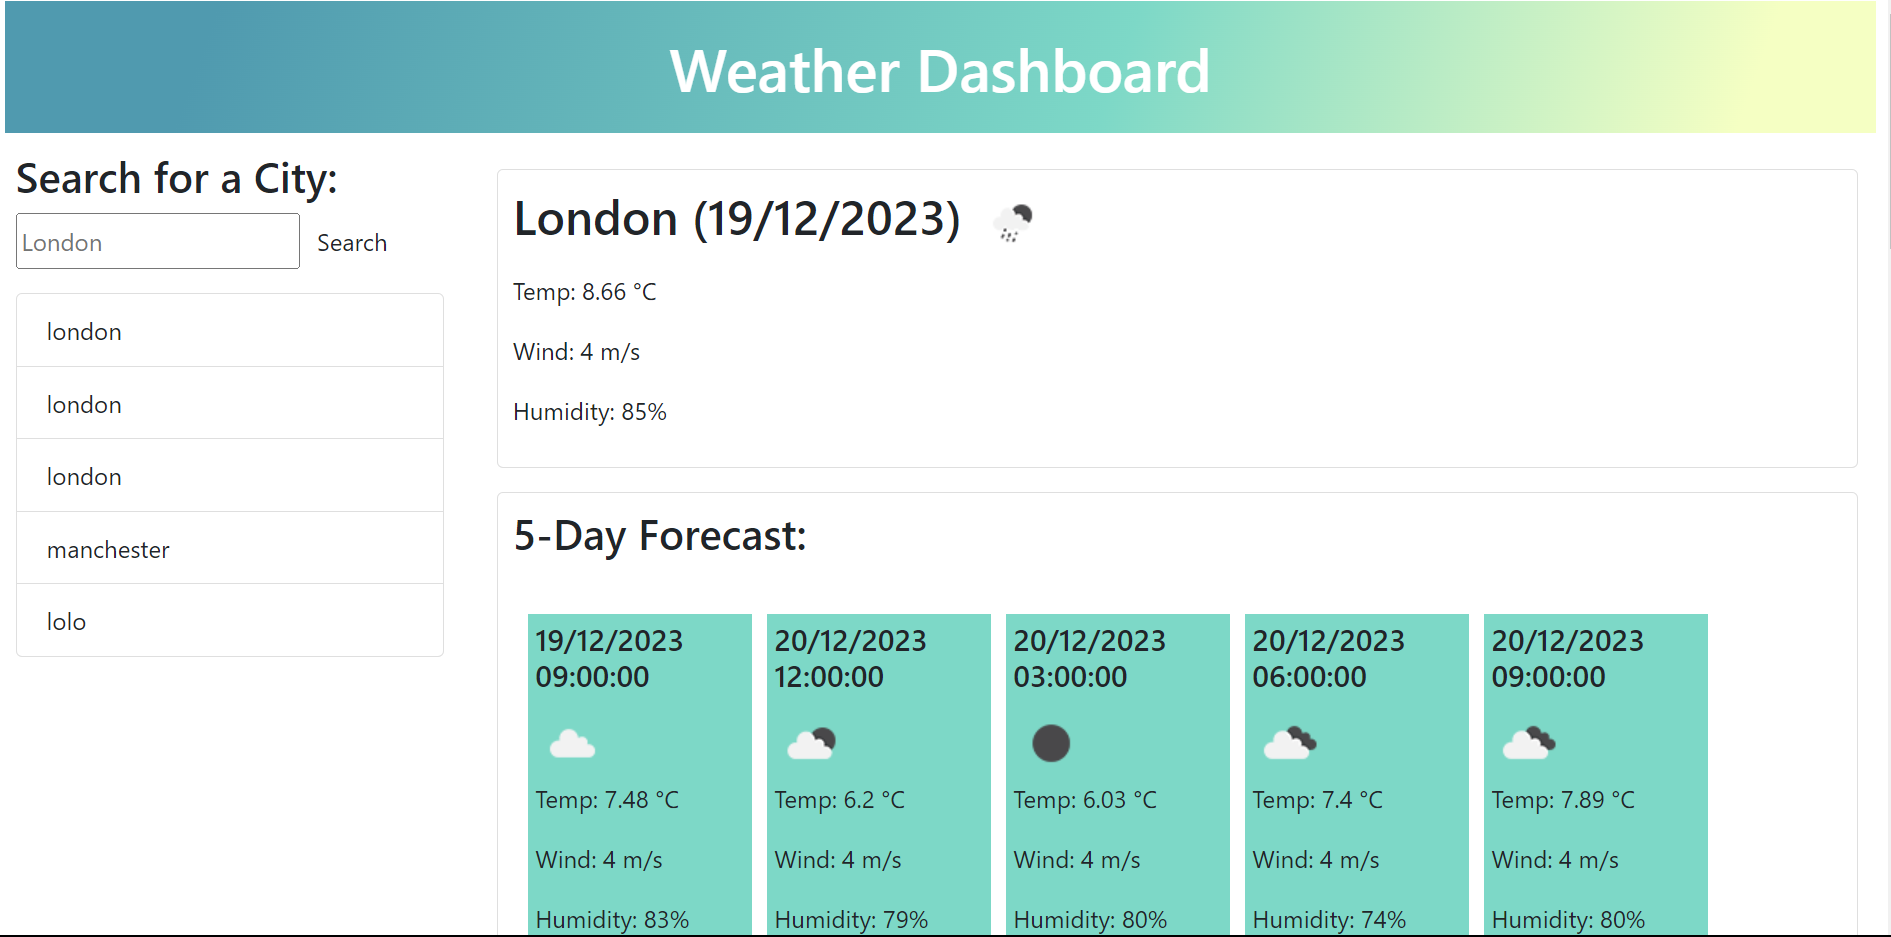 Weather Dashboard
Search for a City:
London
Search
london
london
london
manchester
lolo
London (19/12/2023)
Temp: 8.66 °C
Wind: 4 m/s
Humidity: 85%
5-Day Forecast:
19/12/2023
09:00:00
Temp: 7.48 °C
Wind: 4 m/s
Humidity: 83%
20/12/2023
12:00:00
Temp: 6.2 °C
Wind: 4 m/s
Humidity: 79%
20/12/2023
03:00:00
Temp: 6.03 °C
Wind: 4 m/s
Humidity: 80%
20/12/2023
06:00:00
Temp: 7.4 °C
Wind: 4 m/s
Humidity: 74%
20/12/2023
09:00:00
Temp: 7.89 °C
Wind: 4 m/s
Humidity: 80%